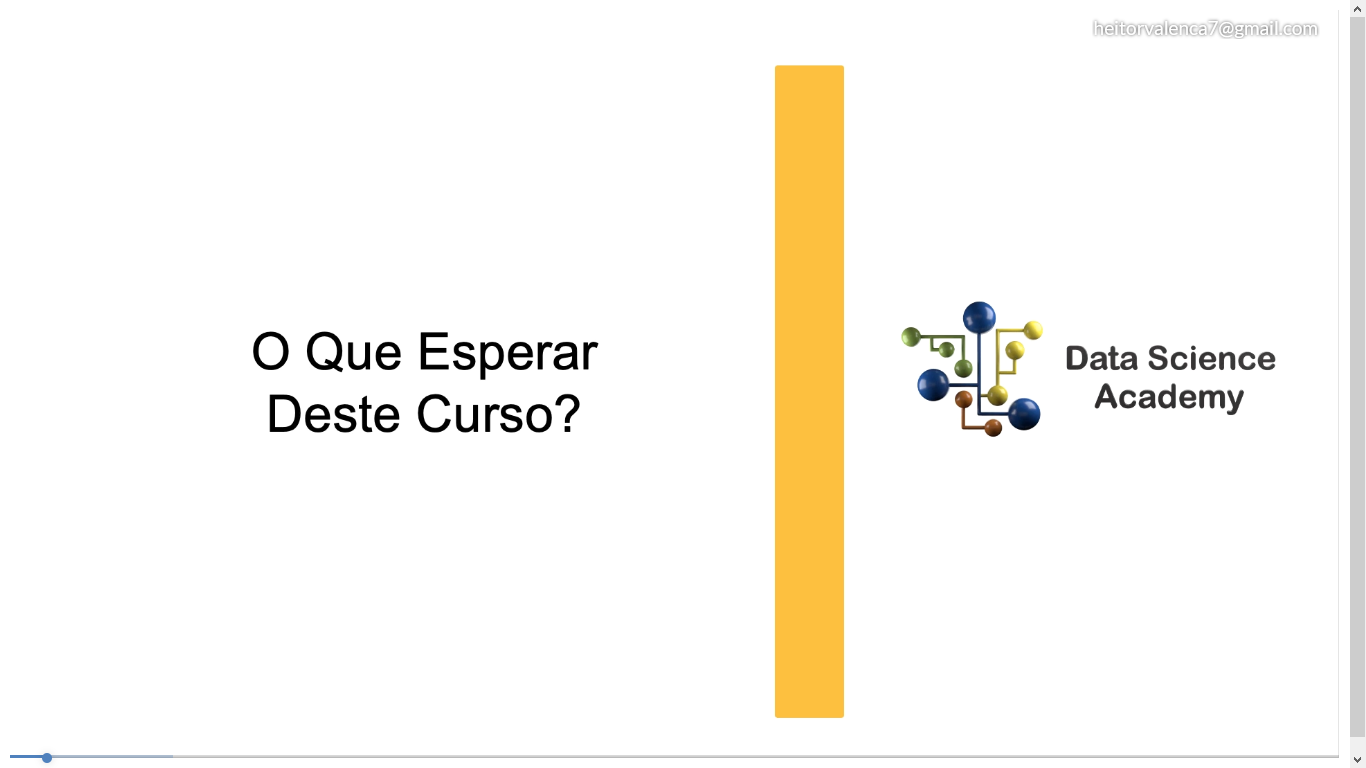 heitorvalenca7@gmail.com
O Que Esperar
Deste Curso?
Data Science
Academy